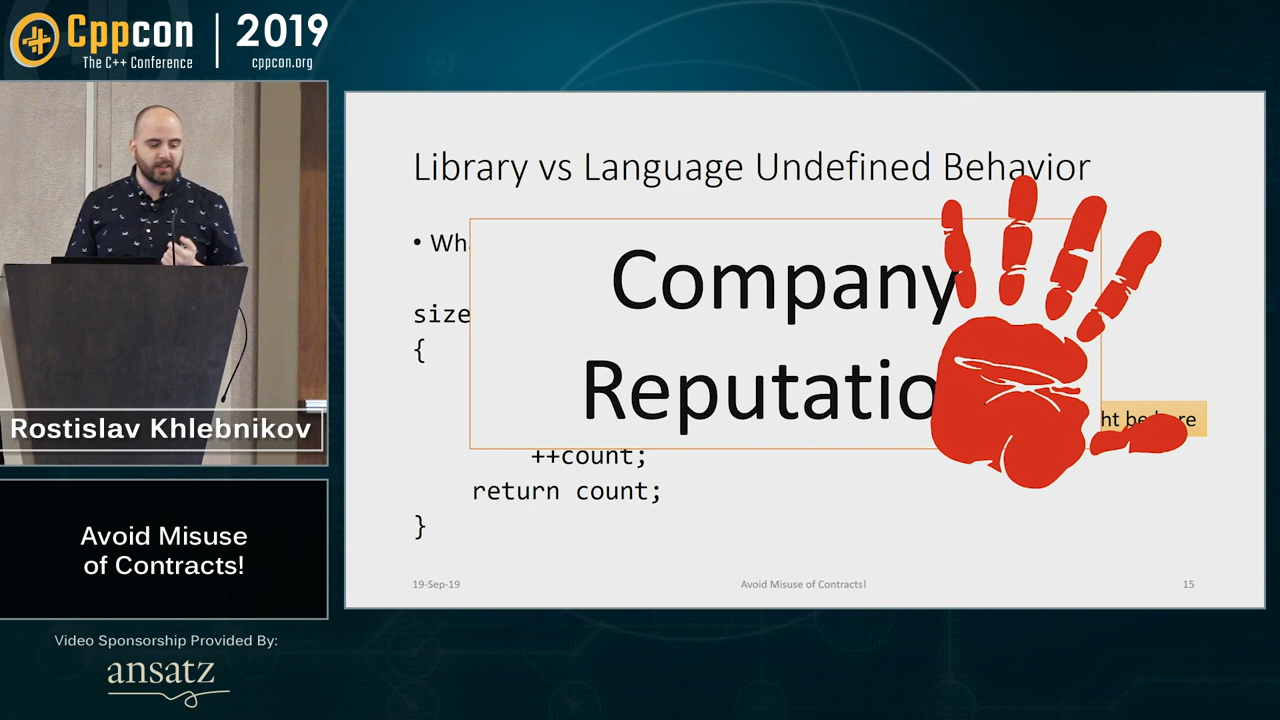 Cppcon
The C++ Conference
2019
cppcon.org
Rostislav Khlebnikov
Avoid Misuse
of Contracts!
Video Sponsorship Provided By:
ansatz
Library vs Language Undefined Behavior
• Wh
size
{
Company
Reputatio
ht be here
++count;
return count;
}
19-Sep-19
Avoid Misuse of Contracts!
15